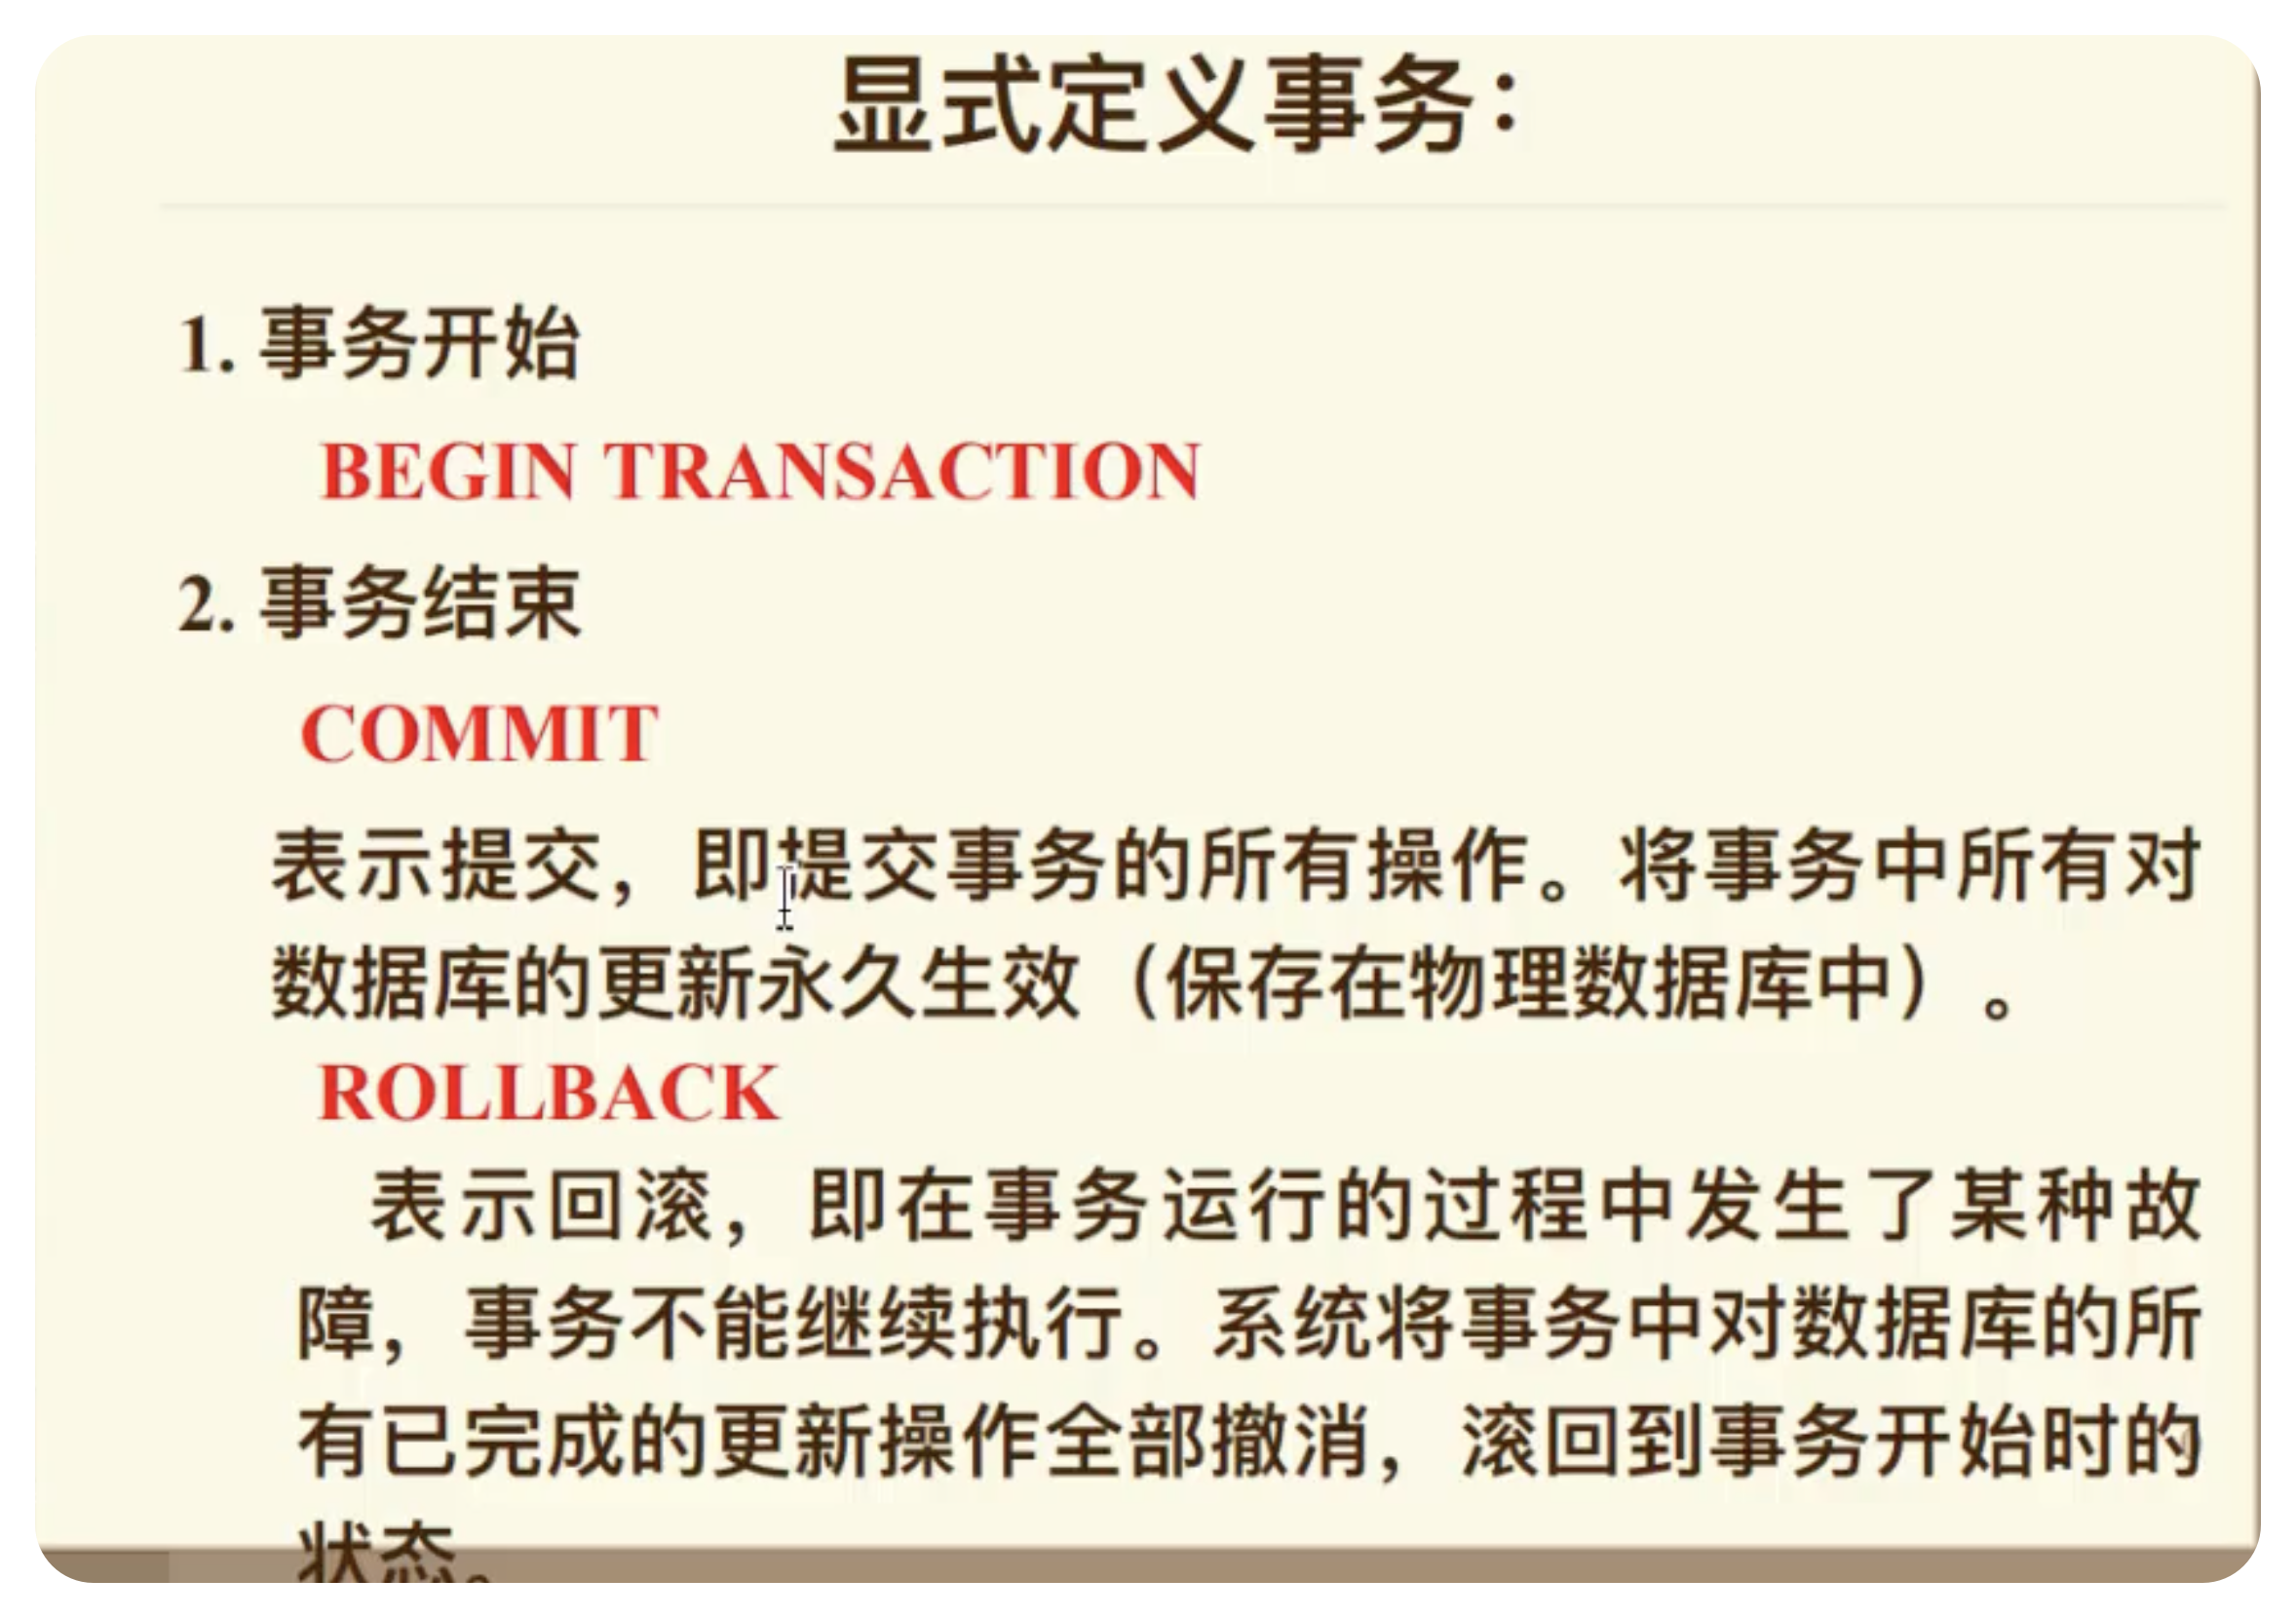 显式定义事务：
1. 事务开始
BEGIN TRANSACTION
2. 事务结束
COMMIT
表示提交，即提交事务的所有操作。将事务中所有对
数据库的更新永久生效（保存在物理数据库中）。
ROLLBACK
表示回滚，即在事务运行的过程中发生了某种故
障，事务不能继续执行。系统将事务中对数据库的所
有已完成的更新操作全部撤消，滚回到事务开始时的
状态。